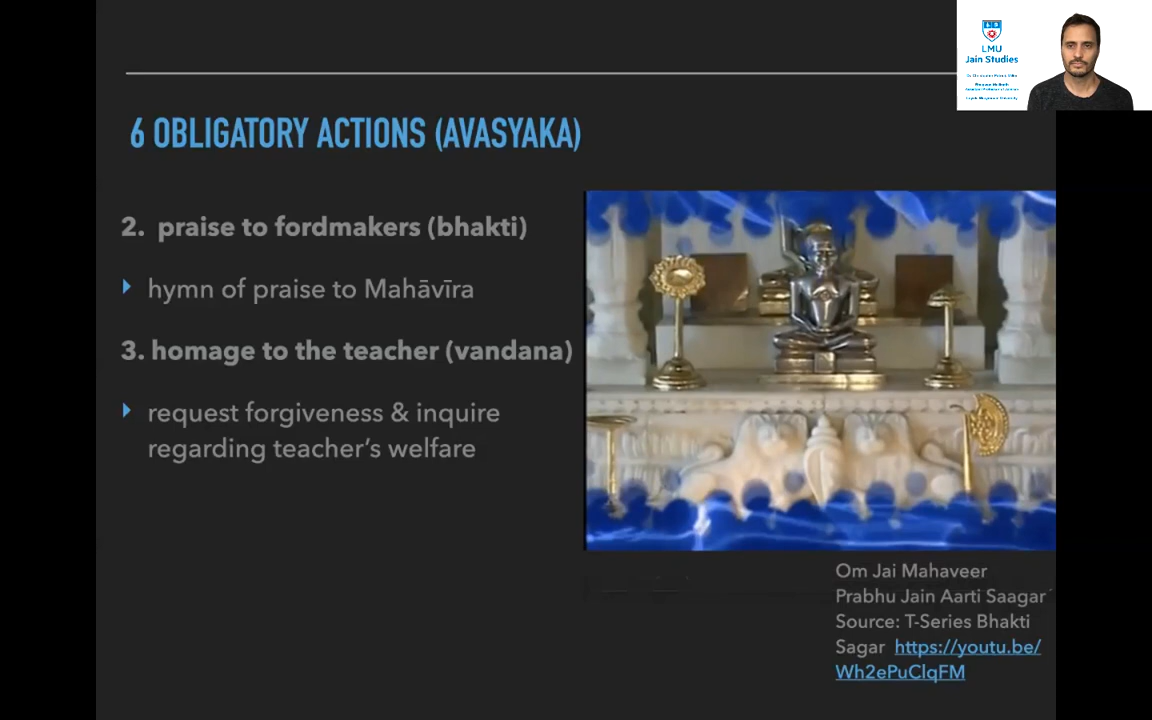 LMU
Jain Studies
6 OBLIGATORY ACTIONS (AVASYAKA)
2. praise to fordmakers (bhakti)
hymn of praise to Mahāvīra
3. homage to the teacher (vandana)
request forgiveness & inquire
regarding teacher’s welfare
Om Jai Mahaveer
Prabhu Jain Aarti Saagar
Source: T-Series Bhakti
Sagar https://youtu.be/
Wh2ePuClqFM